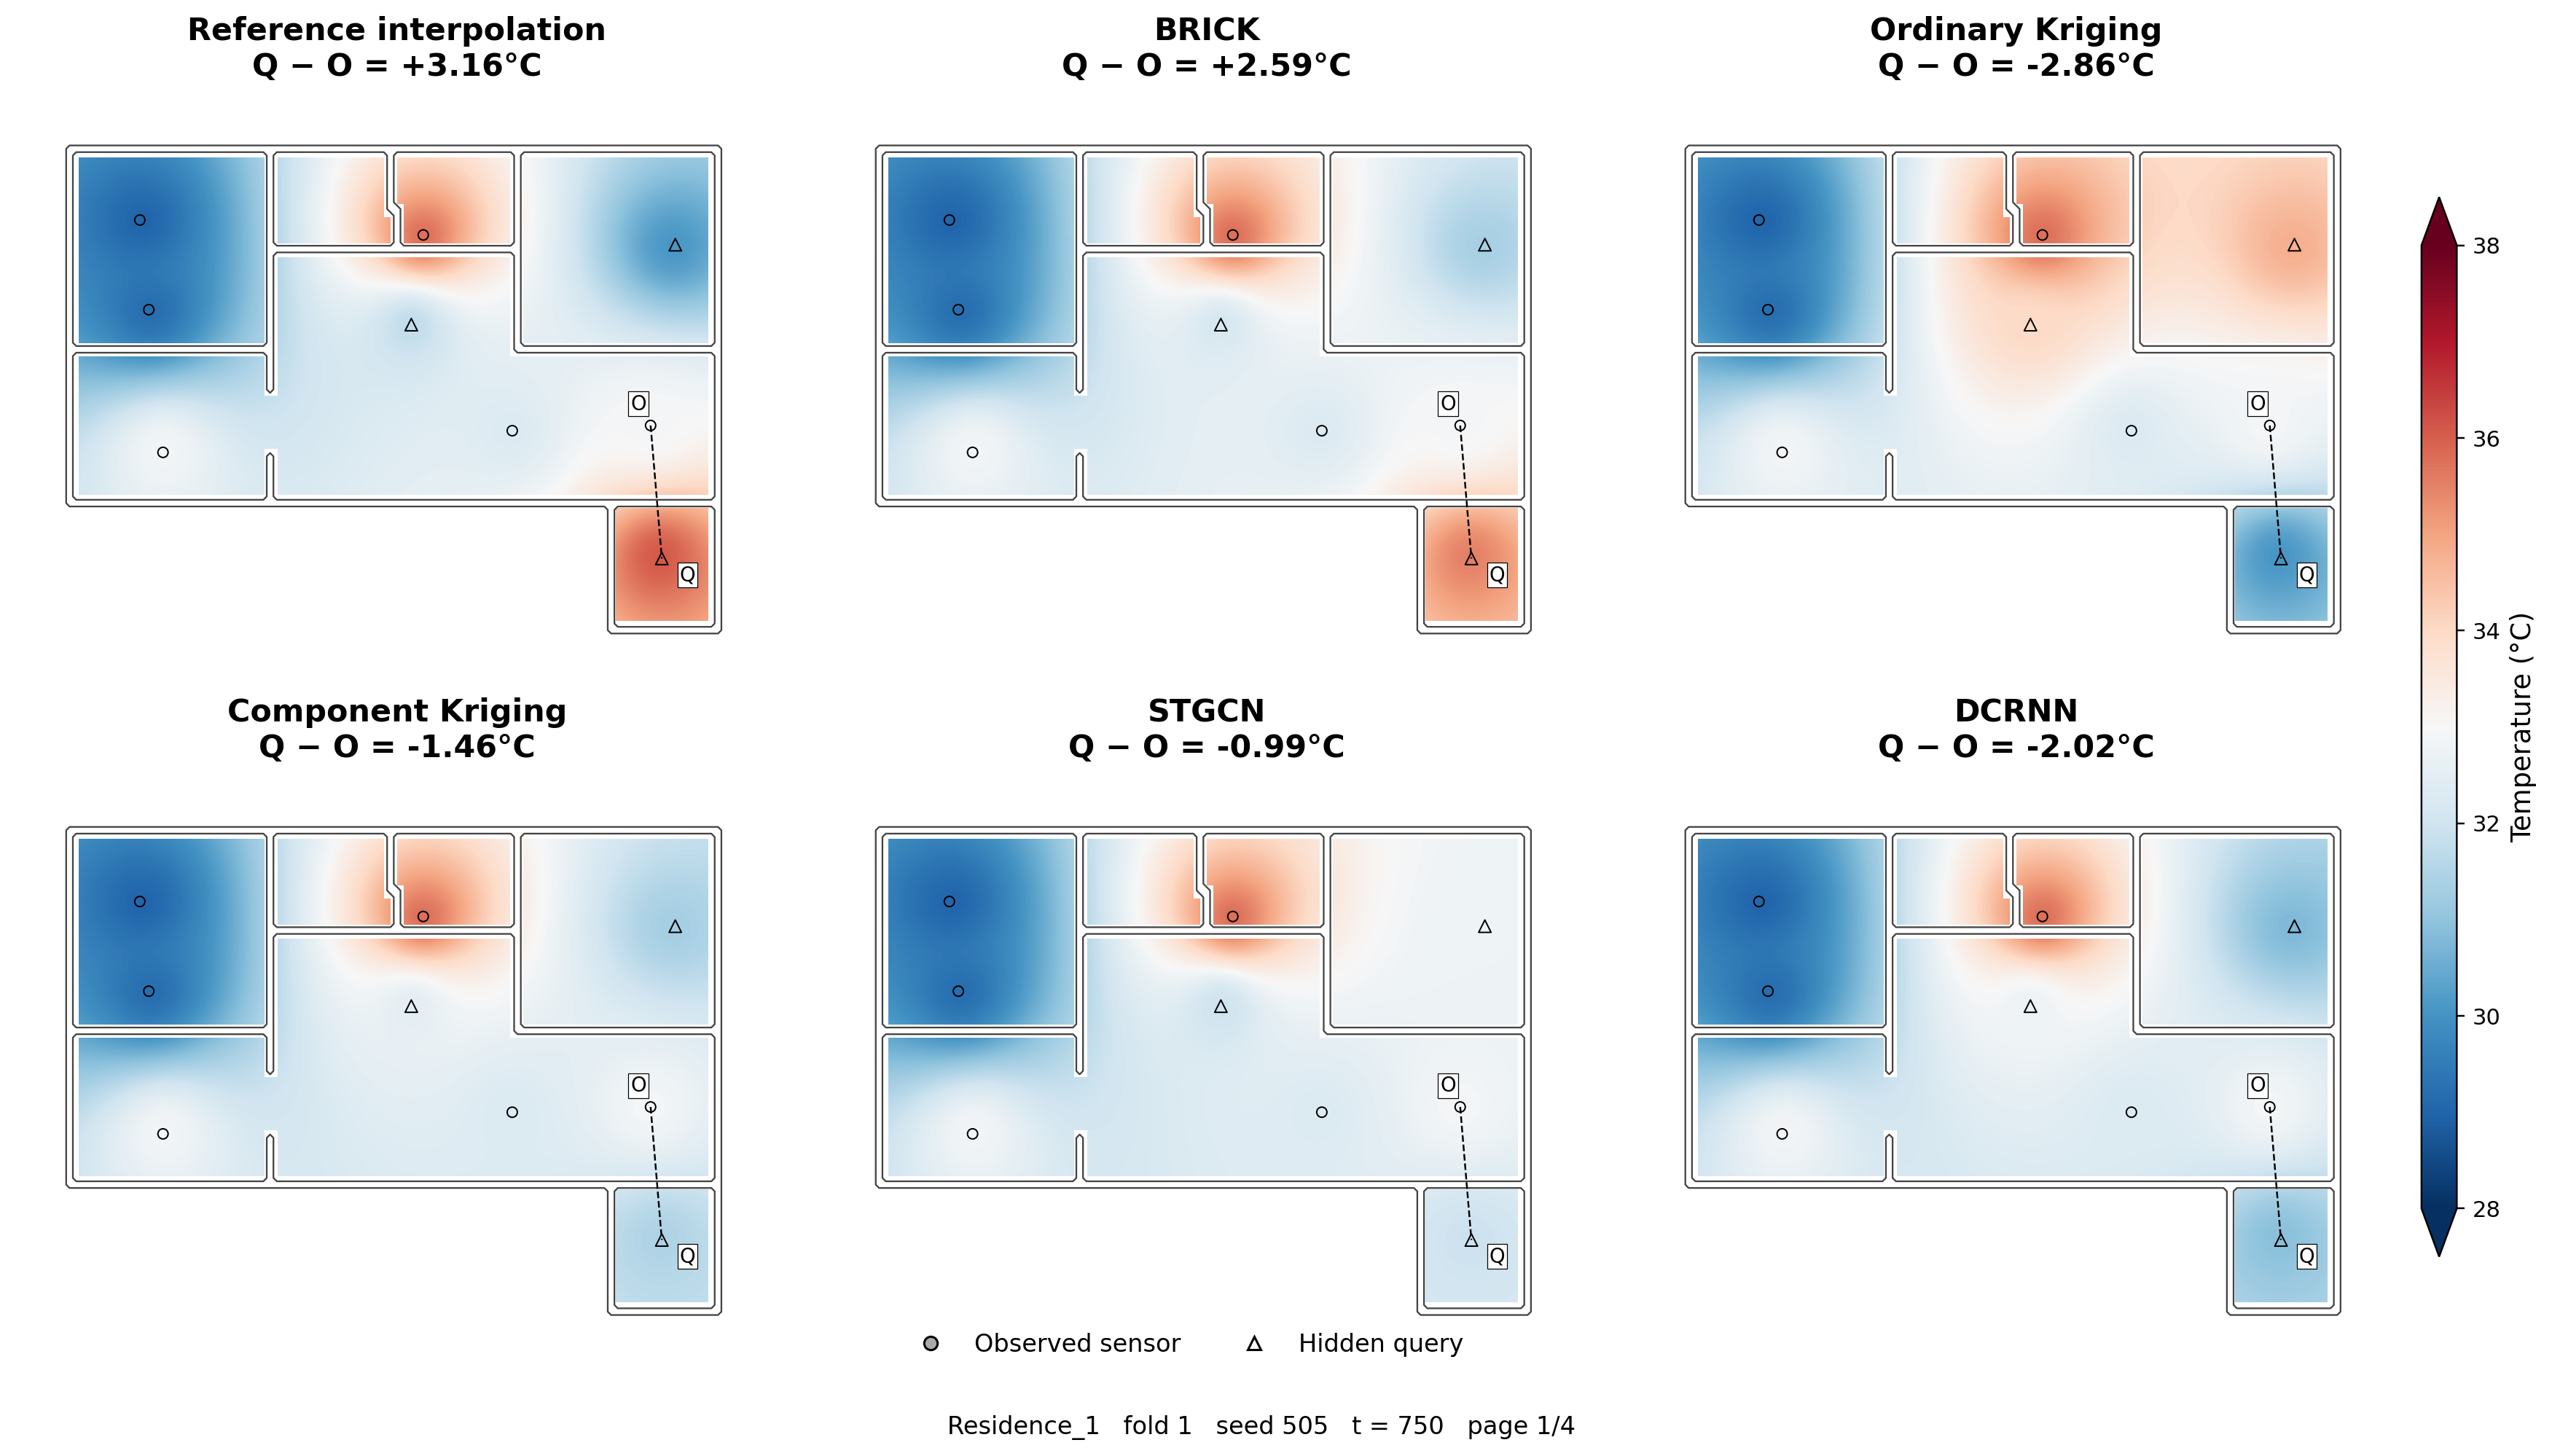 Reference interpolation
Q − O = +3.16°C
BRICK
Q − O = +2.59°C
Ordinary Kriging
Q − O = -2.86°C
O
Q
O
Q
O
Q
Component Kriging
Q − O = -1.46°C
STGCN
Q − O = -0.99°C
DCRNN
Q − O = -2.02°C
O
Q
O
Q
O
Q
38
36
34
32
30
28
Temperature (°C)
Observed sensor
Hidden query
Residence_1 fold 1 seed 505 t = 750 page 1/4